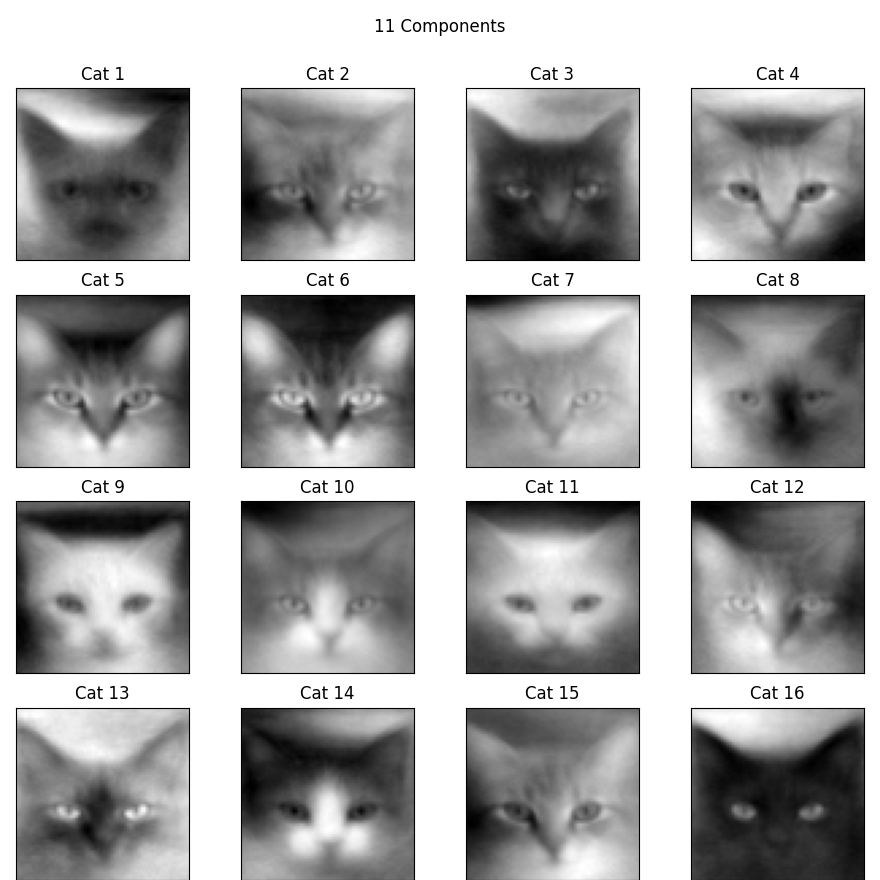 11 Components
Cat 1 Cat 2 Cat 3 Cat 4
Cat 5 Cat 6 Cat 7 Cat 8
Cat 9 Cat 10 Cat 11 Cat 12
Cat 13 Cat 14 Cat 15 Cat 16